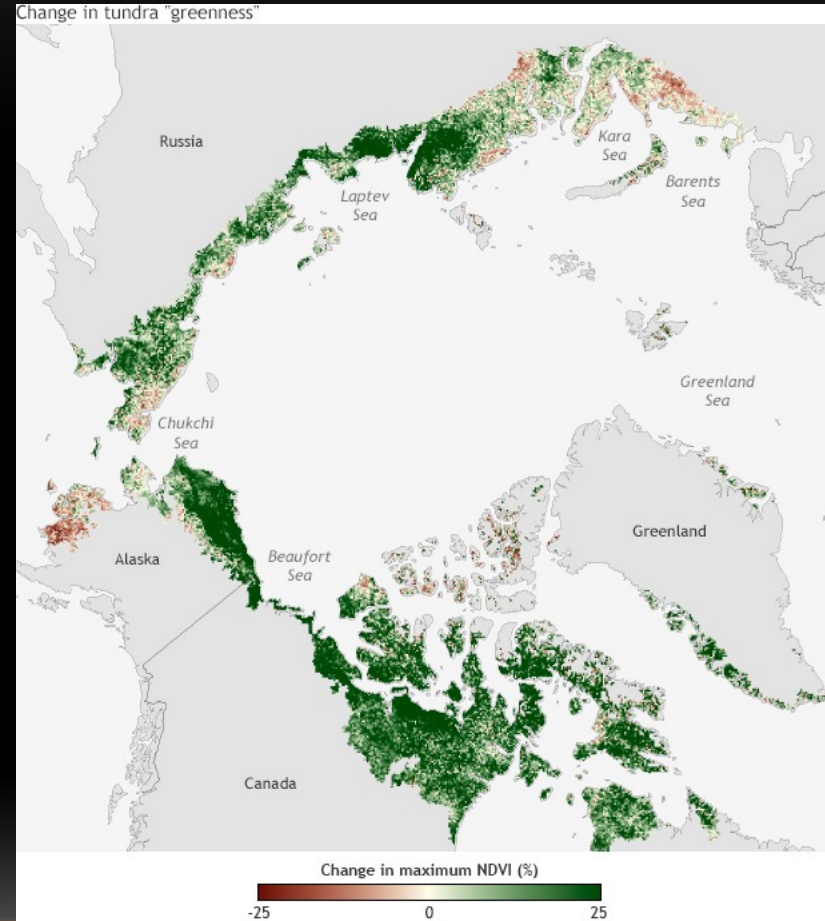 Change in tundra "greenness"
Russia
Kara
Sea
Barents
Sea
Laptev
Sea
Greenland
Sea
Chukchi
Sea
Greenland
Alaska
Beaufort
Sea
Canada
Change in maximum NDVI (%)
-25 0 25